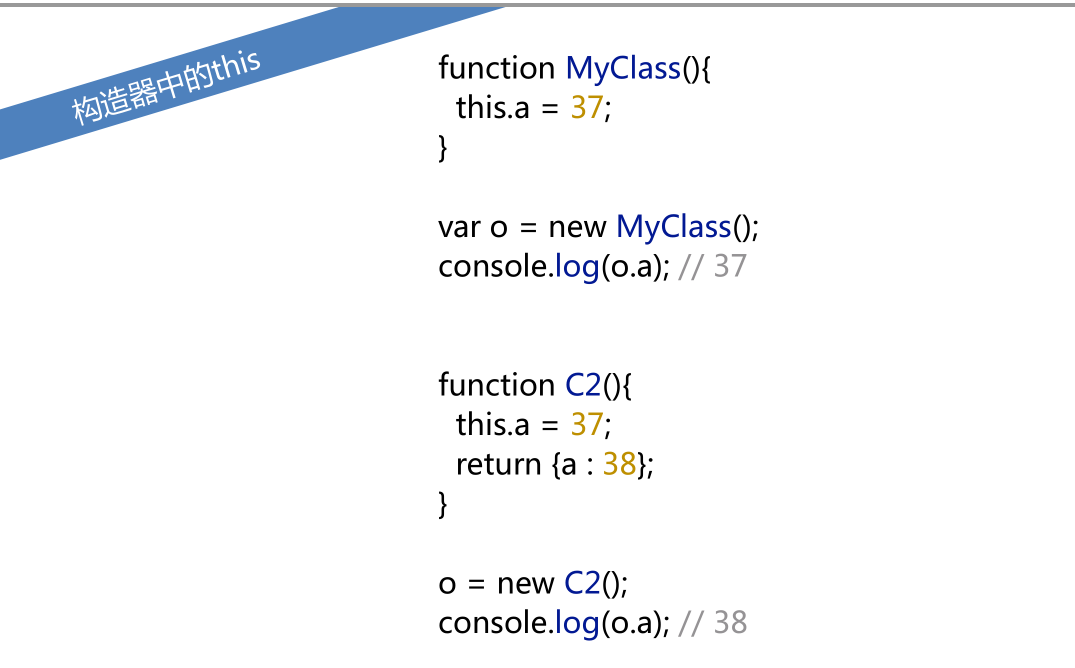 构造器中的this
function MyClass(){
  this.a = 37;
}
var o = new MyClass();
console.log(o.a); // 37
function C2(){
  this.a = 37;
  return {a : 38};
}
o = new C2();
console.log(o.a); // 38